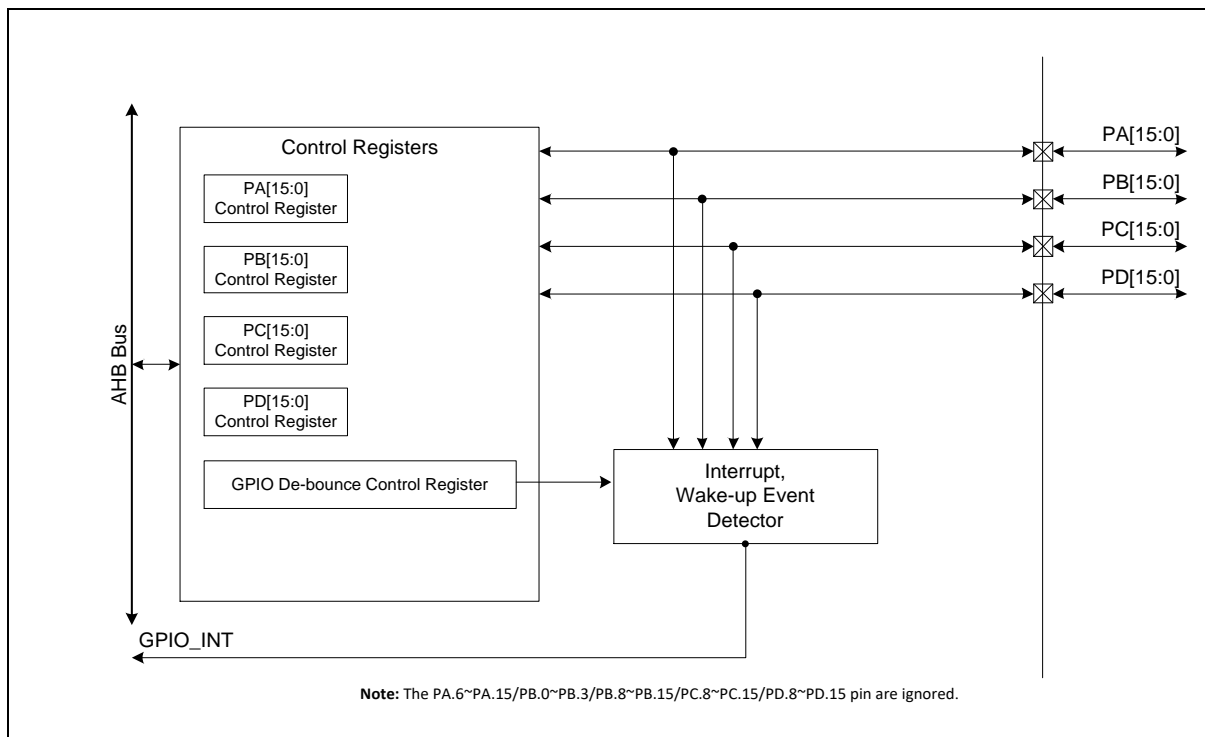 Control Registers
PA[15:0]
Control Register
PB[15:0]
Control Register
PC[15:0]
Control Register
PD[15:0]
Control Register
GPIO De-bounce Control Register
AHB Bus
PA[15:0]
PB[15:0]
PC[15:0]
PD[15:0]
Interrupt,
Wake-up Event
Detector
GPIO_INT
Note: The PA.6~PA.15/PB.0~PB.3/PB.8~PB.15/PC.8~PC.15/PD.8~PD.15 pin are ignored.